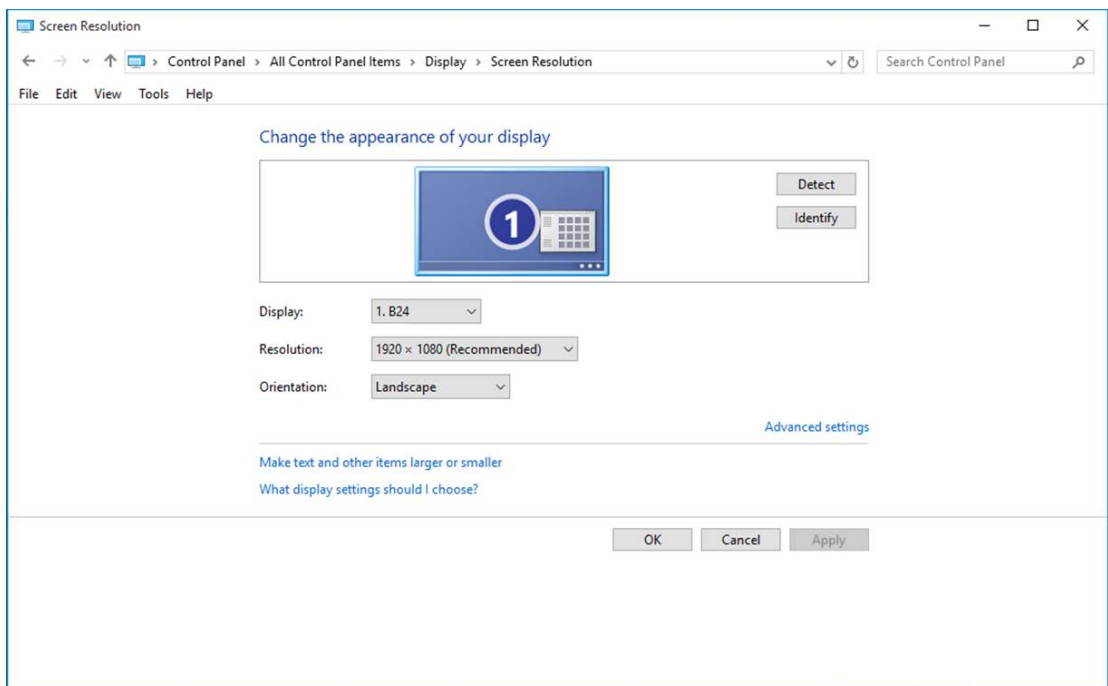 Screen Resolution
Control Panel > All Control Panel Items > Display > Screen Resolution
Search Control Panel
File Edit View Tools Help
Change the appearance of your display
1
Detect
Identify
Display: 1. B24
Resolution: 1920 × 1080 (Recommended)
Orientation: Landscape
Advanced settings
Make text and other items larger or smaller
What display settings should I choose?
OK Cancel Apply